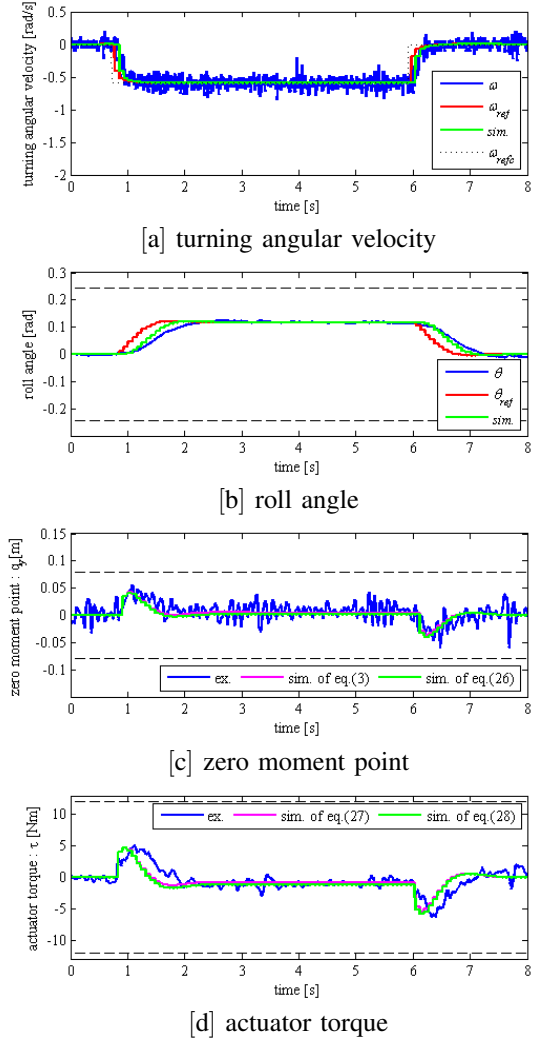 turning angular velocity [rad/s]
0.5
0
-0.5
-1
-1.5
-2
ω
ω_ref
sim.
ω_refc
0 1 2 3 4 5 6 7 8
time [s]
[a] turning angular velocity
roll angle [rad]
0.3
0.2
0.1
0
-0.1
-0.2
θ
θ_ref
sim.
0 1 2 3 4 5 6 7 8
time [s]
[b] roll angle
zero moment point : q_y[m]
0.15
0.1
0.05
0
-0.05
-0.1
ex. sim. of eq.(3) sim. of eq.(26)
0 1 2 3 4 5 6 7 8
time [s]
[c] zero moment point
actuator torque : τ [Nm]
10
5
0
-5
-10
ex. sim. of eq.(27) sim. of eq.(28)
0 1 2 3 4 5 6 7 8
time [s]
[d] actuator torque